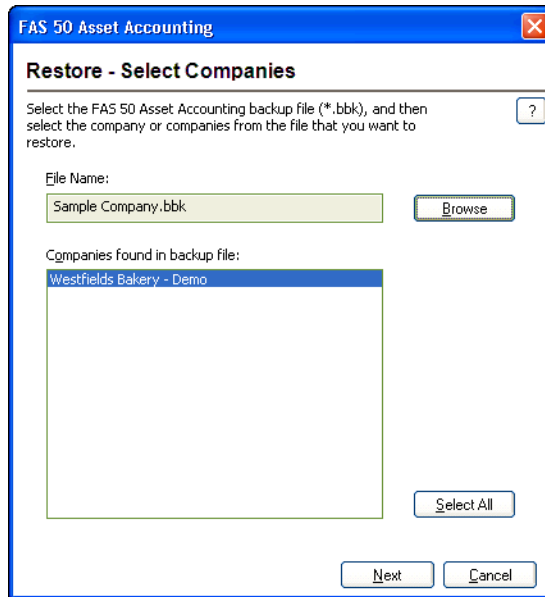 FAS 50 Asset Accounting
Restore - Select Companies
Select the FAS 50 Asset Accounting backup file (*.bbk), and then
select the company or companies from the file that you want to
restore.
?
File Name:
Sample Company.bbk
Browse
Companies found in backup file:
Westfields Bakery - Demo
Select All
Next
Cancel